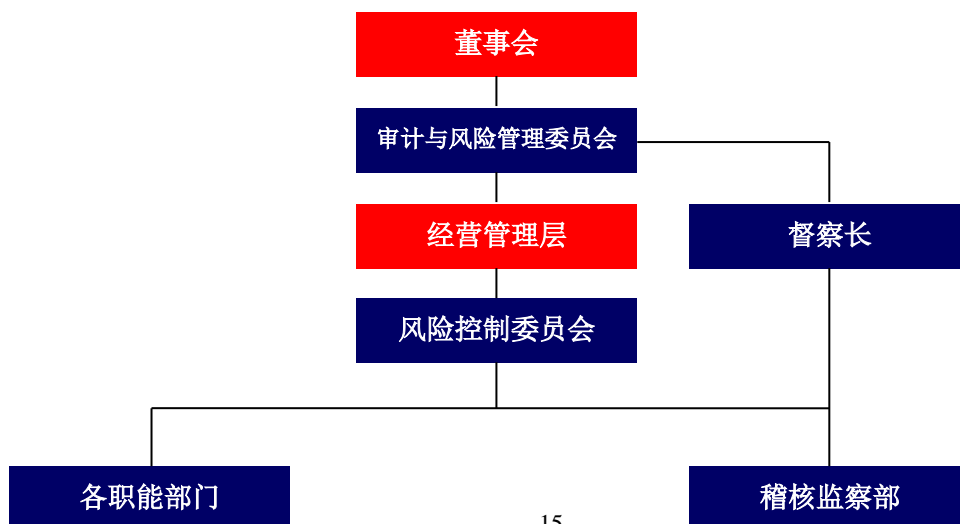 董事会
审计与风险管理委员会
经营管理层
督察长
风险控制委员会
各职能部门
稽核监察部
15